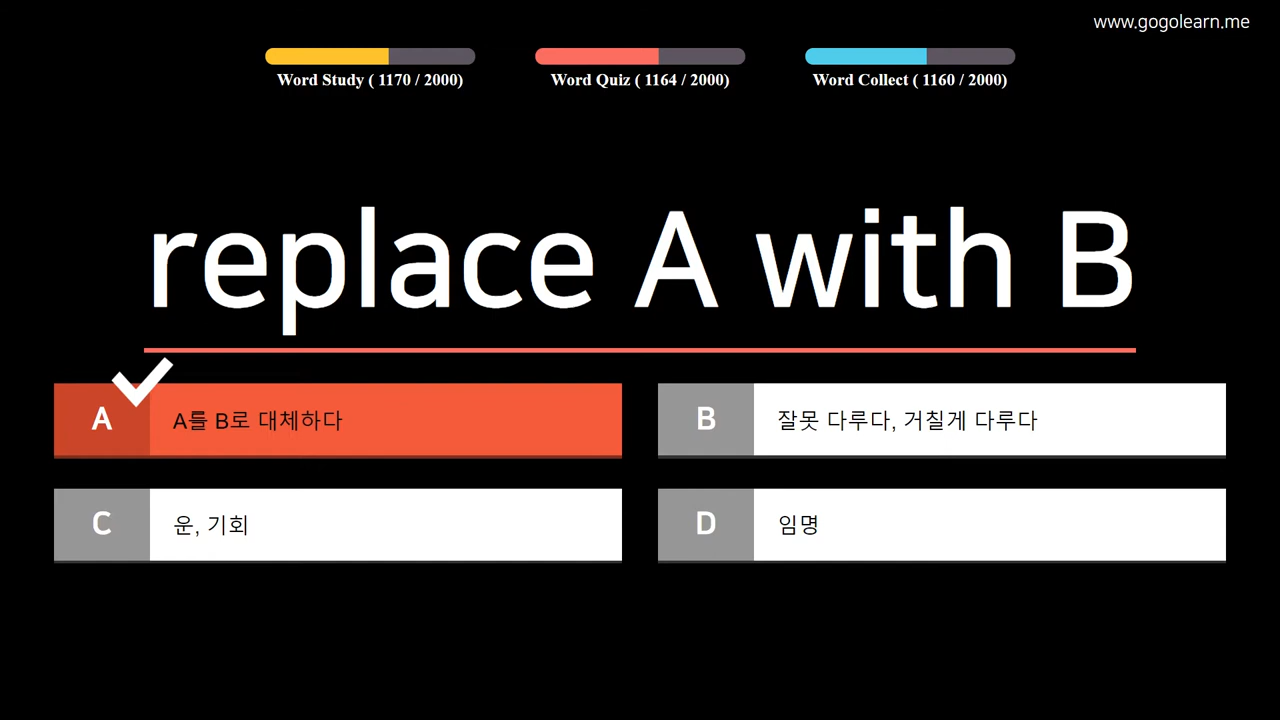 www.gogolearn.me
Word Study ( 1170 / 2000)
Word Quiz ( 1164 / 2000)
Word Collect ( 1160 / 2000)
replace A with B
A A를 B로 대체하다
B 잘못 다루다, 거칠게 다루다
C 운, 기회
D 임명